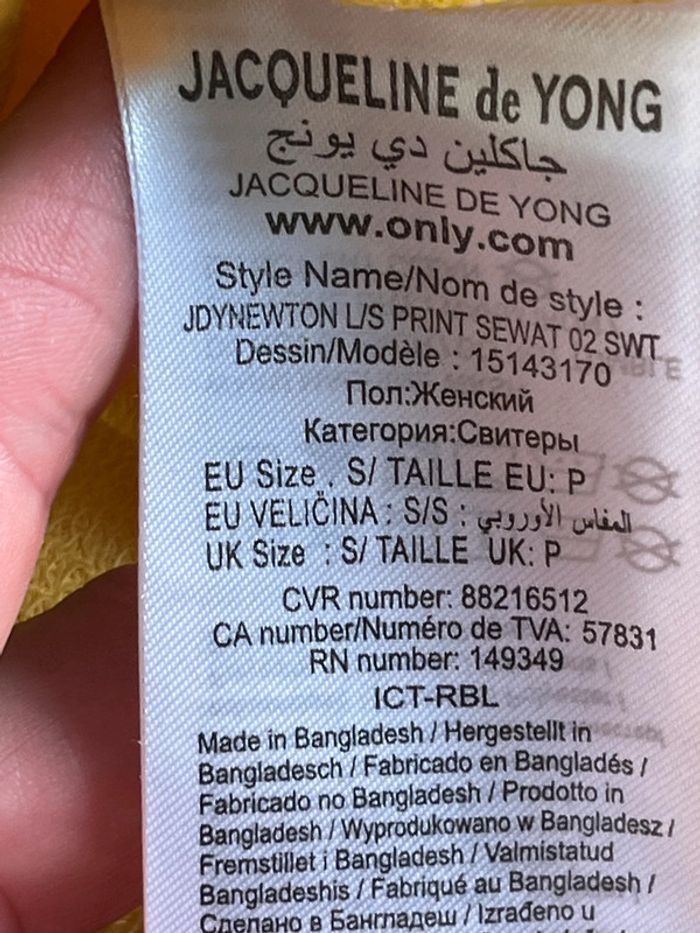 JACQUELINE de YONG
جاكلين دي يونج
JACQUELINE DE YONG
www.only.com
Style Name/Nom de style :
JDYNEWTON L/S PRINT SEWAT 02 SWT
Dessin/Modèle : 15143170
Пол:Женский
Категория:Свитеры
EU Size . S/ TAILLE EU: P
EU VELIČINA : S/S : المقاس الأوروبي
UK Size : S/ TAILLE UK: P
CVR number: 88216512
CA number/Numéro de TVA: 57831
RN number: 149349
ICT-RBL
Made in Bangladesh / Hergestellt in
Bangladesch / Fabricado en Bangladés /
Fabricado no Bangladesh / Prodotto in
Bangladesh / Wyprodukowano w Bangladesz /
Fremstillet i Bangladesh / Valmistatud
Bangladeshis / Fabriqué au Bangladesh /
Сделано в Бангладеш / Izrađeno u